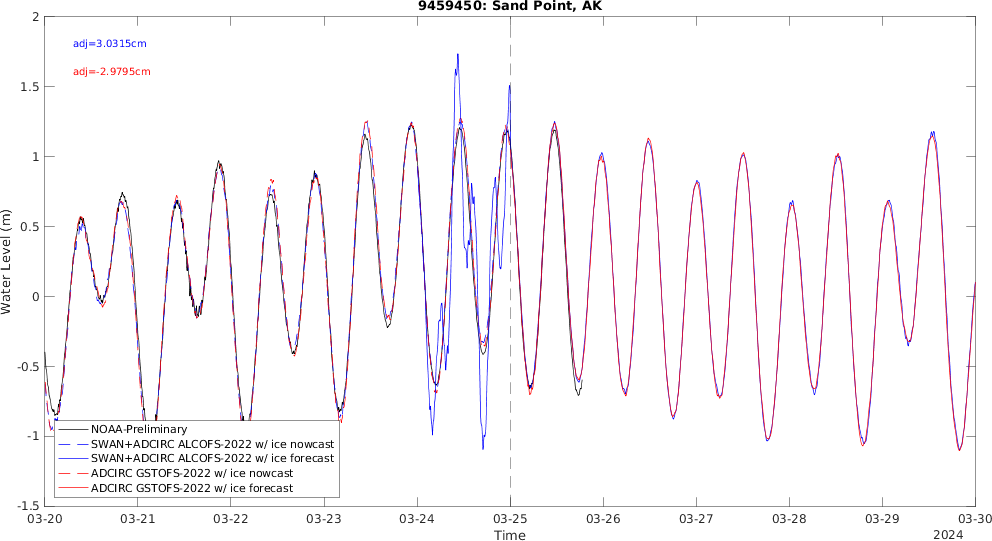 9459450: Sand Point, AK
adj=3.0315cm
adj=-2.9795cm
Water Level (m)
2
1.5
1
0.5
0
-0.5
-1
-1.5
NOAA-Preliminary
SWAN+ADCIRC ALCOFS-2022 w/ ice nowcast
SWAN+ADCIRC ALCOFS-2022 w/ ice forecast
ADCIRC GSTOFS-2022 w/ ice nowcast
ADCIRC GSTOFS-2022 w/ ice forecast
03-20 03-21 03-22 03-23 03-24 03-25 03-26 03-27 03-28 03-29 03-30
Time
2024